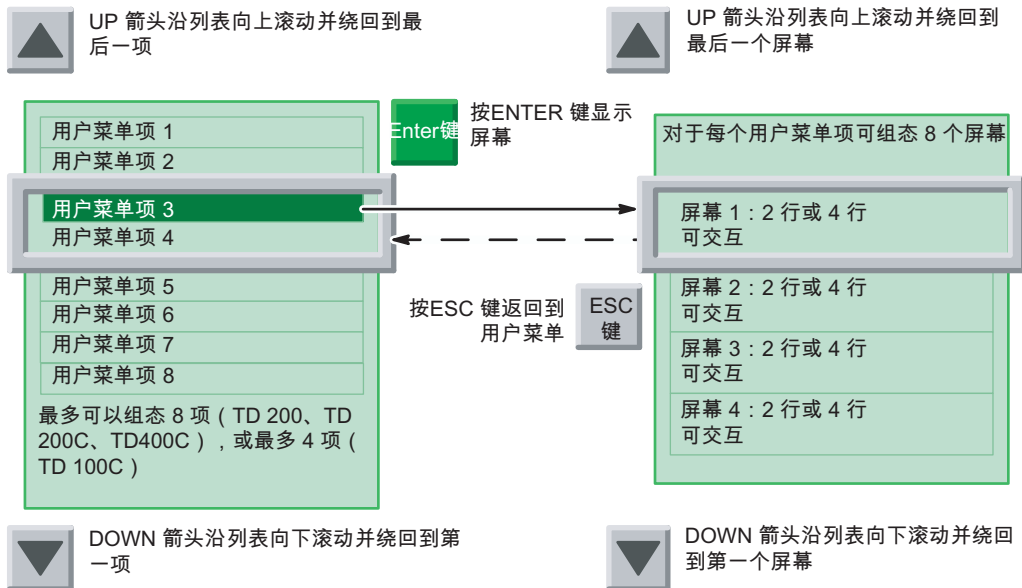 UP 箭头沿列表向上滚动并绕回到最
后一项
UP 箭头沿列表向上滚动并绕回到
最后一个屏幕
用户菜单项 1
用户菜单项 2
用户菜单项 3
用户菜单项 4
用户菜单项 5
用户菜单项 6
用户菜单项 7
用户菜单项 8
最多可以组态 8 项（TD 200、TD
200C、TD400C），或最多 4 项（
TD 100C）
Enter键
按ENTER 键显示
屏幕
按ESC 键返回到
用户菜单
ESC
键
对于每个用户菜单项可组态 8 个屏幕
屏幕 1：2 行或 4 行
可交互
屏幕 2：2 行或 4 行
可交互
屏幕 3：2 行或 4 行
可交互
屏幕 4：2 行或 4 行
可交互
DOWN 箭头沿列表向下滚动并绕回到第
一项
DOWN 箭头沿列表向下滚动并绕回
到第一个屏幕